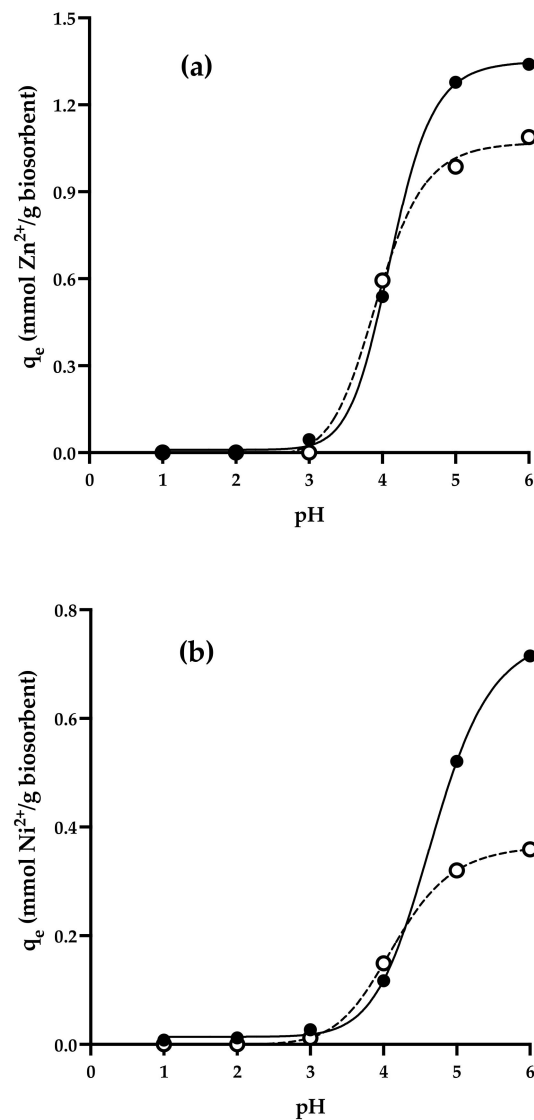 (a)
q_e (mmol Zn²⁺/g biosorbent)
1.5
1.2
0.9
0.6
0.3
0.0
0 1 2 3 4 5 6
pH
(b)
q_e (mmol Ni²⁺/g biosorbent)
0.8
0.6
0.4
0.2
0.0
0 1 2 3 4 5 6
pH